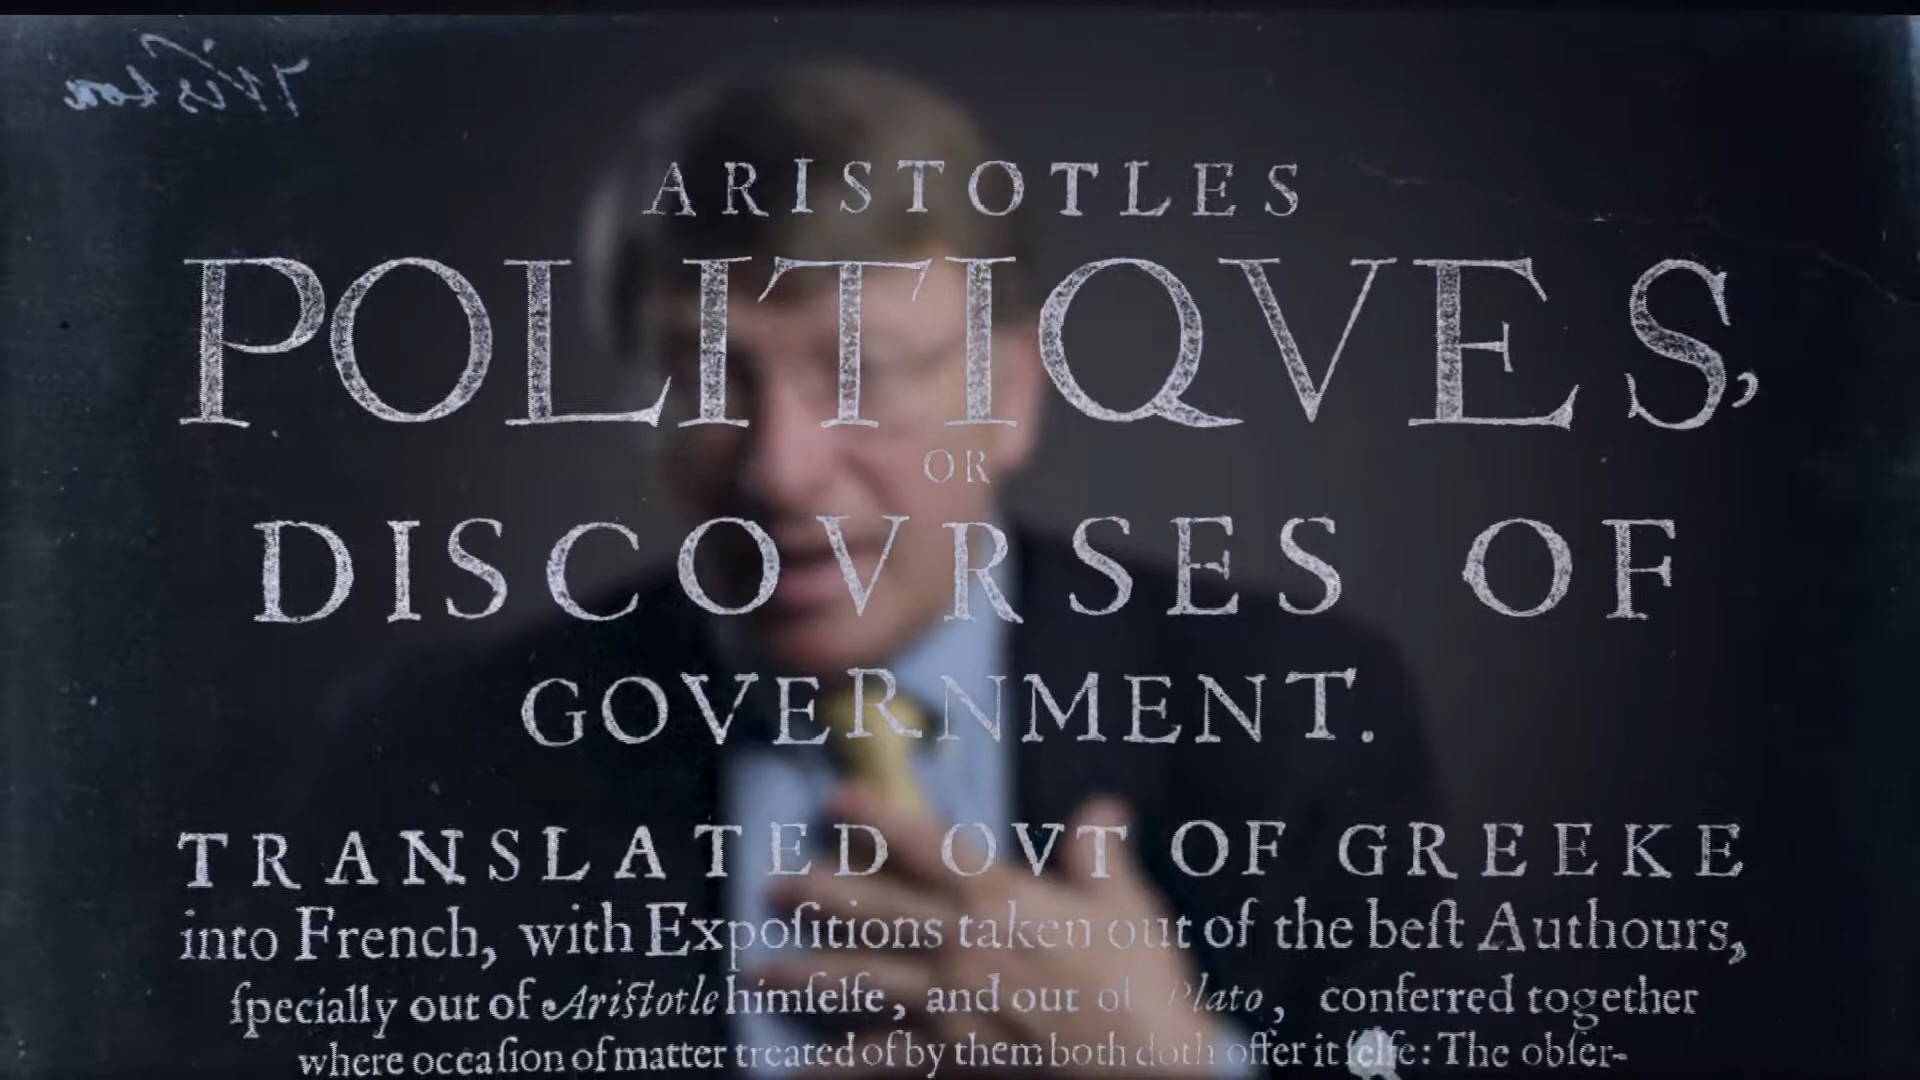 ARISTOTLES
POLITIQVES,
OR
DISCOVRSES OF
GOVERNMENT.
TRANSLATED OVT OF GREEKE
into French, with Expoſitions taken out of the beſt Authours,
ſpecially out of Ariſtotle himſelfe, and out of Plato, conferred together
where occaſion of matter treated of by them both doth offer it ſelfe: The obſer-